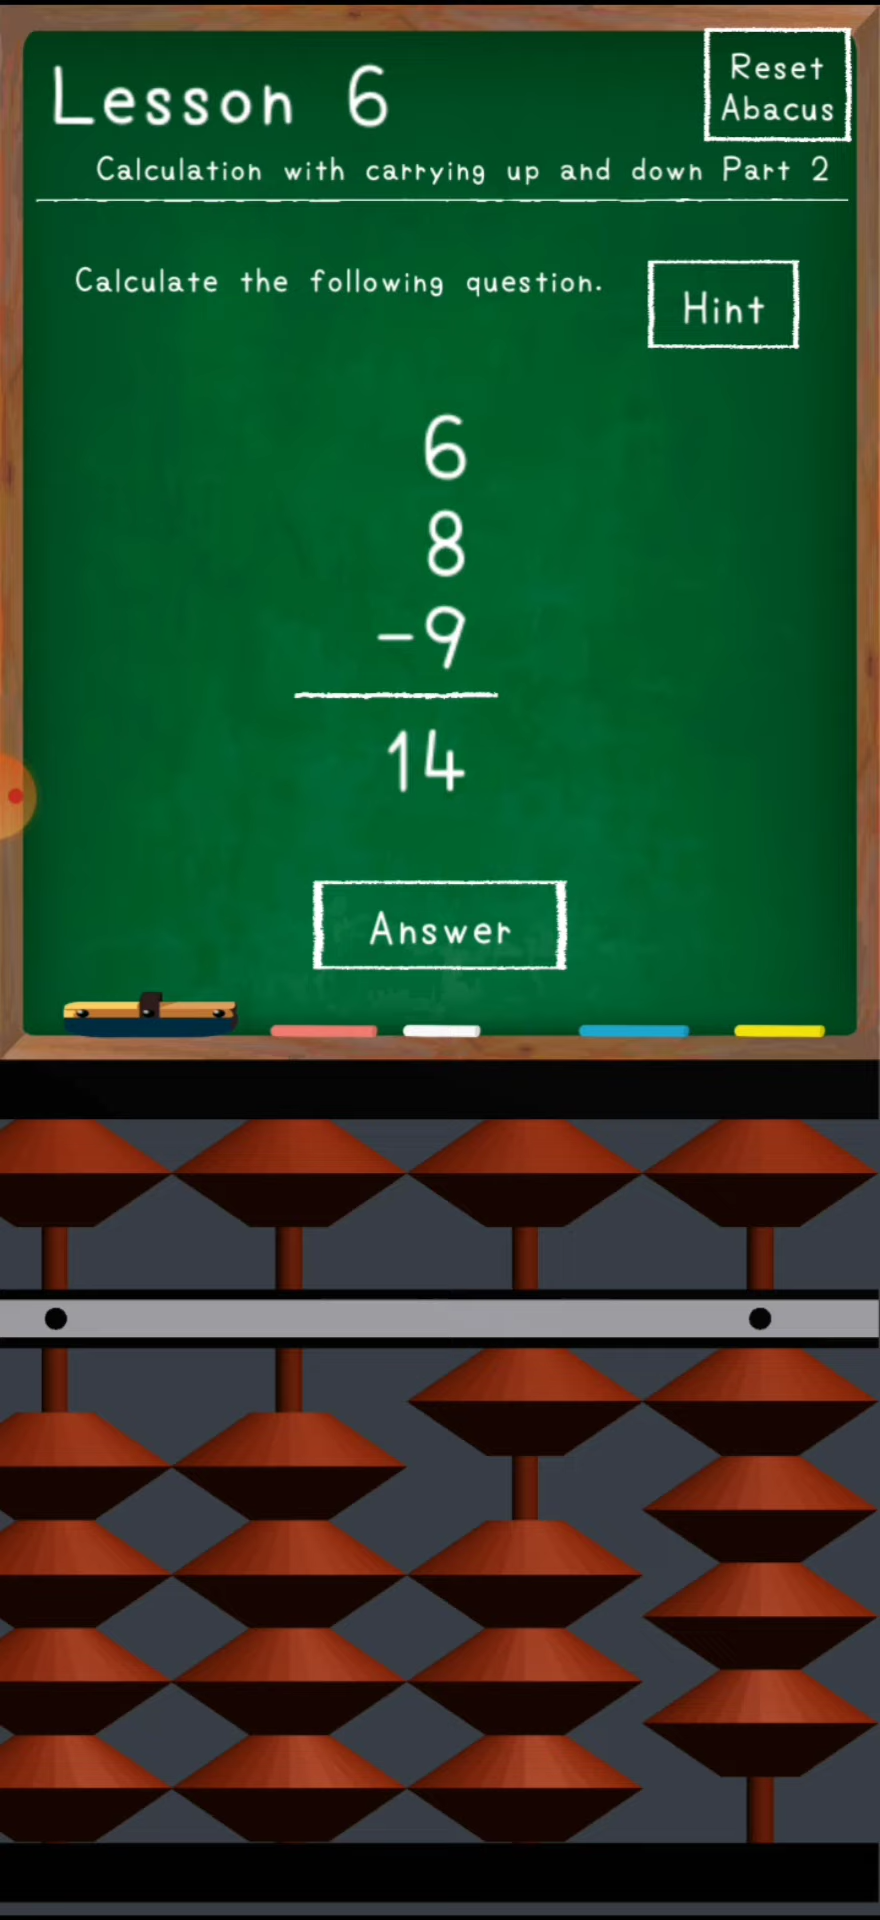 Lesson 6
Reset
Abacus
Calculation with carrying up and down Part 2
Calculate the following question.
Hint
6
8
-9
14
Answer